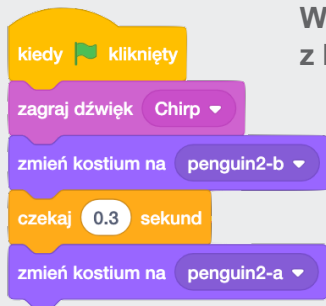 kiedy kliknięty
zagraj dźwięk Chirp
zmień kostium na penguin2-b
czekaj 0.3 sekund
zmień kostium na penguin2-a